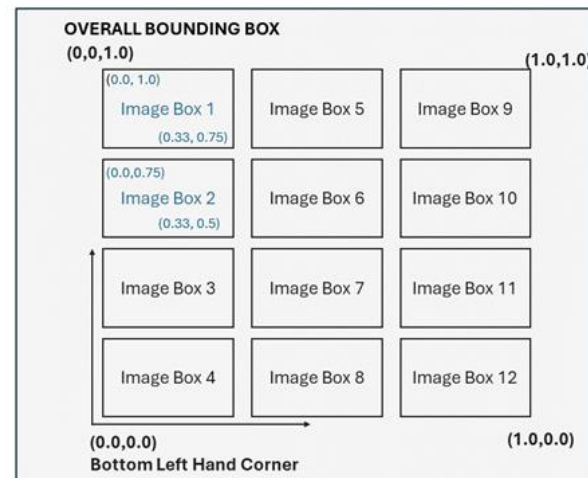 OVERALL BOUNDING BOX
(0,0,1.0)
(1.0,1.0)
(0.0, 1.0)
Image Box 1
(0.33, 0.75)
Image Box 5
Image Box 9
(0.0,0.75)
Image Box 2
(0.33, 0.5)
Image Box 6
Image Box 10
Image Box 3
Image Box 7
Image Box 11
Image Box 4
Image Box 8
Image Box 12
(0.0,0.0)
(1.0,0.0)
Bottom Left Hand Corner